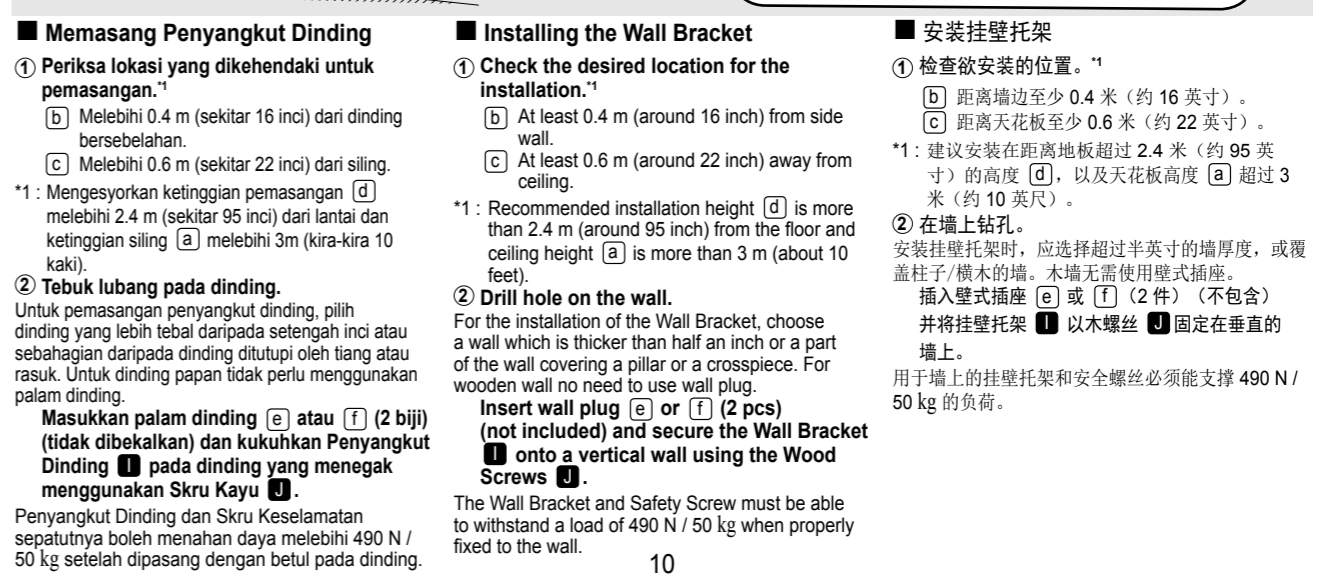 ■ Memasang Penyangkut Dinding
① Periksa lokasi yang dikehendaki untuk
pemasangan.*1
b Melebihi 0.4 m (sekitar 16 inci) dari dinding
bersebelahan.
c Melebihi 0.6 m (sekitar 22 inci) dari siling.
*1 : Mengesyorkan ketinggian pemasangan d
melebihi 2.4 m (sekitar 95 inci) dari lantai dan
ketinggian siling a melebihi 3m (kira-kira 10
kaki).
② Tebuk lubang pada dinding.
Untuk pemasangan penyangkut dinding, pilih
dinding yang lebih tebal daripada setengah inci atau
sebahagian daripada dinding ditutupi oleh tiang atau
rasuk. Untuk dinding papan tidak perlu menggunakan
palam dinding.
Masukkan palam dinding e atau f (2 biji)
(tidak dibekalkan) dan kukuhkan Penyangkut
Dinding I pada dinding yang menegak
menggunakan Skru Kayu J .
Penyangkut Dinding dan Skru Keselamatan
sepatutnya boleh menahan daya melebihi 490 N /
50 kg setelah dipasang dengan betul pada dinding.
■ Installing the Wall Bracket
① Check the desired location for the
installation.*1
b At least 0.4 m (around 16 inch) from side
wall.
c At least 0.6 m (around 22 inch) away from
ceiling.
*1 : Recommended installation height d is more
than 2.4 m (around 95 inch) from the floor and
ceiling height a is more than 3 m (about 10
feet).
② Drill hole on the wall.
For the installation of the Wall Bracket, choose
a wall which is thicker than half an inch or a part
of the wall covering a pillar or a crosspiece. For
wooden wall no need to use wall plug.
Insert wall plug e or f (2 pcs)
(not included) and secure the Wall Bracket
I onto a vertical wall using the Wood
Screws J .
The Wall Bracket and Safety Screw must be able
to withstand a load of 490 N / 50 kg when properly
fixed to the wall.
■ 安装挂壁托架
① 检查欲安装的位置。*1
b 距离墙边至少 0.4 米（约 16 英寸）。
c 距离天花板至少 0.6 米（约 22 英寸）。
*1 : 建议安装在距离地板超过 2.4 米（约 95 英
寸）的高度 d，以及天花板高度 a 超过 3
米（约 10 英尺）。
② 在墙上钻孔。
安装挂壁托架时，应选择超过半英寸的墙厚度，或覆
盖柱子/横木的墙。木墙无需使用壁式插座。
插入壁式插座 e 或 f（2 件）（不包含）
并将挂壁托架 I 以木螺丝 J 固定在垂直的
墙上。
用于墙上的挂壁托架和安全螺丝必须能支撑 490 N /
50 kg 的负荷。
10